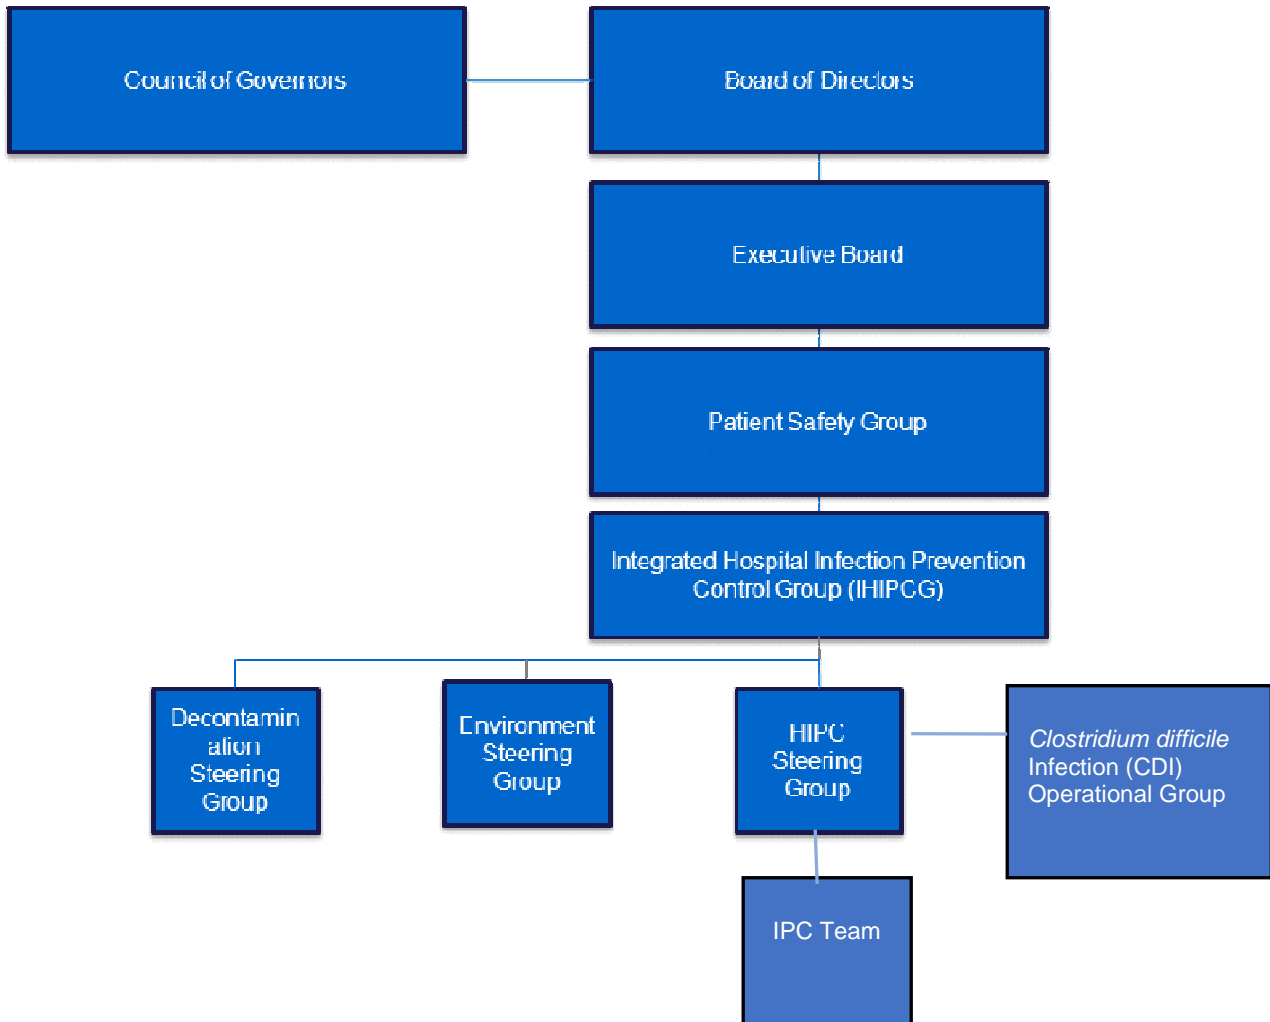 Council of Governors
Board of Directors
Executive Board
Patient Safety Group
Integrated Hospital Infection Prevention
Control Group (IHIPCG)
Decontamin
ation
Steering
Group
Environment
Steering
Group
HIPC
Steering
Group
Clostridium difficile
Infection (CDI)
Operational Group
IPC Team